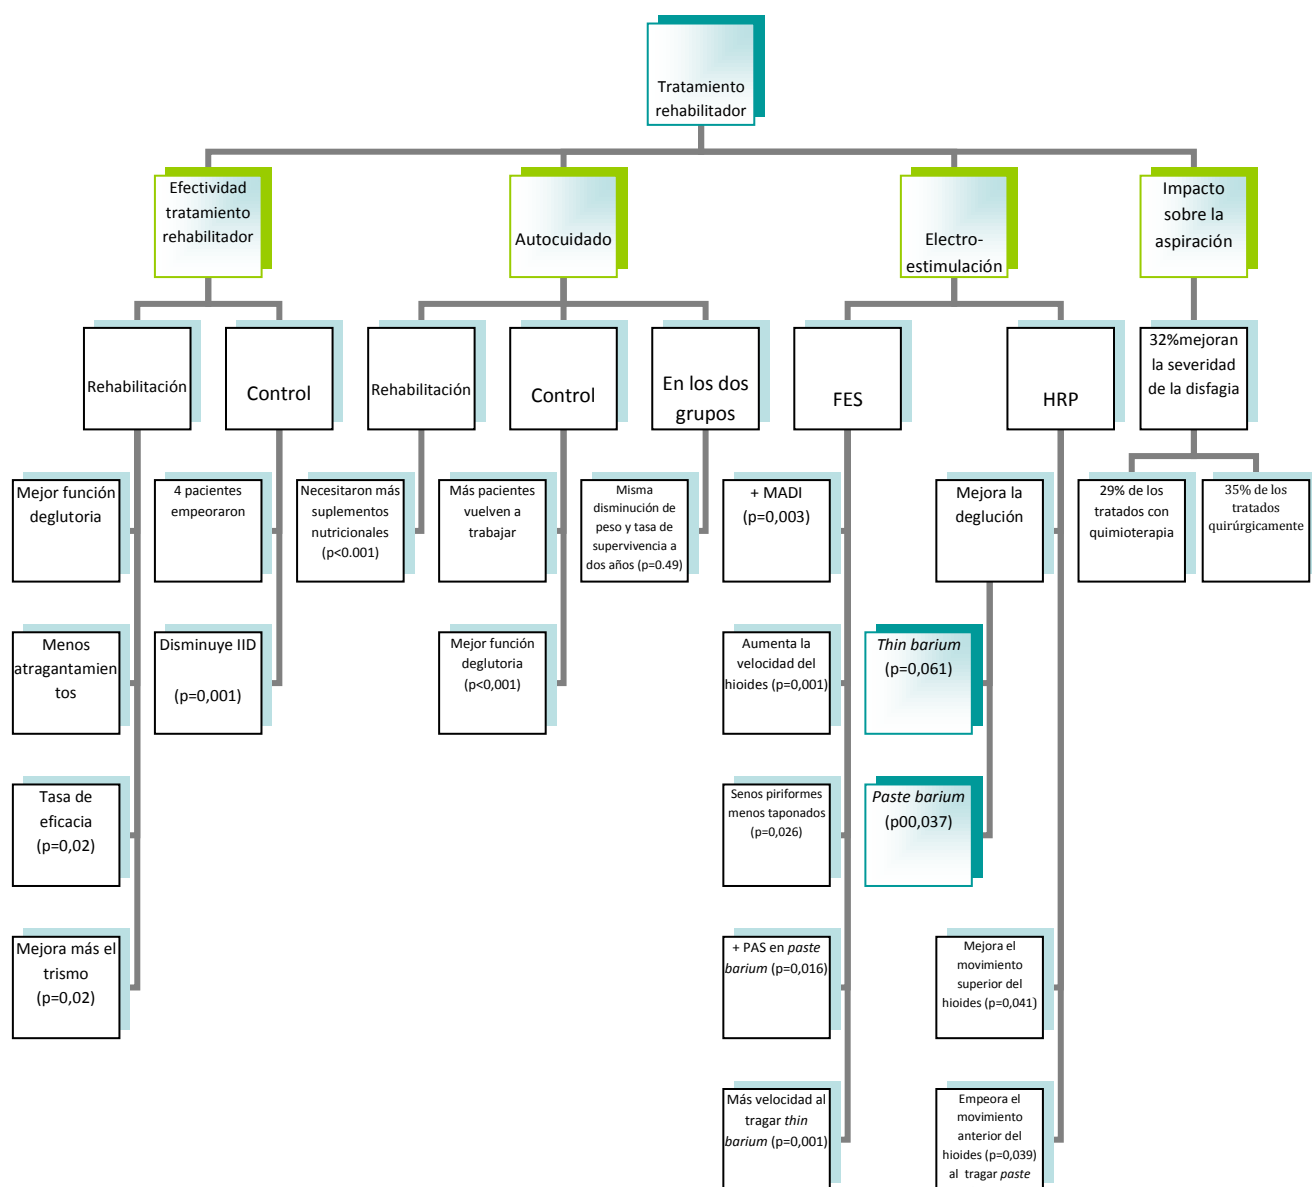 Tratamiento
rehabilitador
Efectividad
tratamiento
rehabilitador
Autocuidado
Electro-
estimulación
Impacto
sobre la
aspiración
Rehabilitación
Control
Rehabilitación
Control
En los dos
grupos
FES
HRP
32%mejoran
la severidad
de la disfagia
Mejor función
deglutoria
4 pacientes
empeoraron
Necesitaron más
suplementos
nutricionales
(p<0.001)
Más pacientes
vuelven a
trabajar
Misma
disminución de
peso y tasa de
supervivencia a
dos años (p=0.49)
+ MADI
(p=0,003)
Mejora la
deglución
29% de los
tratados con
quimioterapia
35% de los
tratados
quirúrgicamente
Menos
atragantamien
tos
Disminuye IID
(p=0,001)
Mejor función
deglutoria
(p<0,001)
Aumenta la
velocidad del
hioides (p=0,001)
Thin barium
(p=0,061)
Tasa de
eficacia
(p=0,02)
Senos piriformes
menos taponados
(p=0,026)
Paste barium
(p00,037)
Mejora más el
trismo
(p=0,02)
+ PAS en paste
barium (p=0,016)
Mejora el
movimiento
superior del
hioides (p=0,041)
Más velocidad al
tragar thin
barium (p=0,001)
Empeora el
movimiento
anterior del
hioides (p=0,039)
al tragar paste